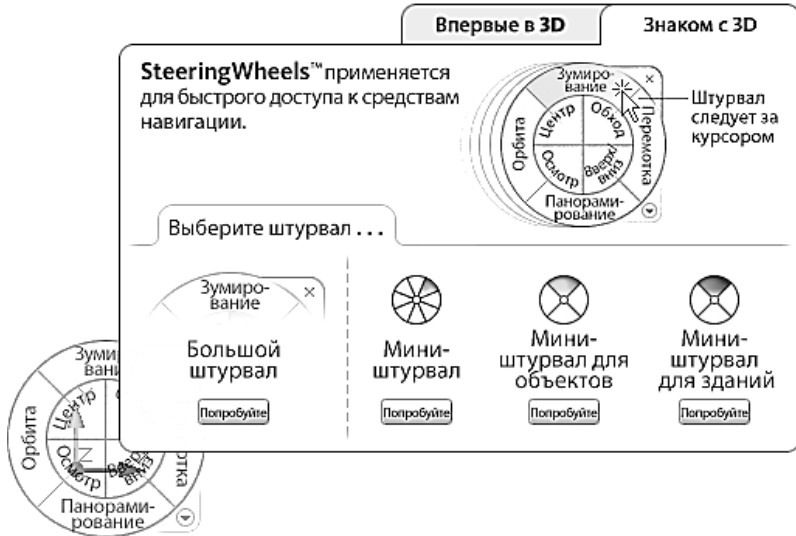 Впервые в 3D
Знаком с 3D
SteeringWheels™ применяется
для быстрого доступа к средствам
навигации.
Зумиро-
вание
Центр
Обход
Орбита
Перемотка
Осмотр
Вверх/
вниз
Панорами-
рование
Штурвал
следует за
курсором
Выберите штурвал . . .
Зумиро-
вание
Большой
штурвал
Попробуйте
Мини-
штурвал
Попробуйте
Мини-
штурвал для
объектов
Попробуйте
Мини-
штурвал
для зданий
Попробуйте
Центр
Орбита
Осмотр
вниз
Панорами-
рование